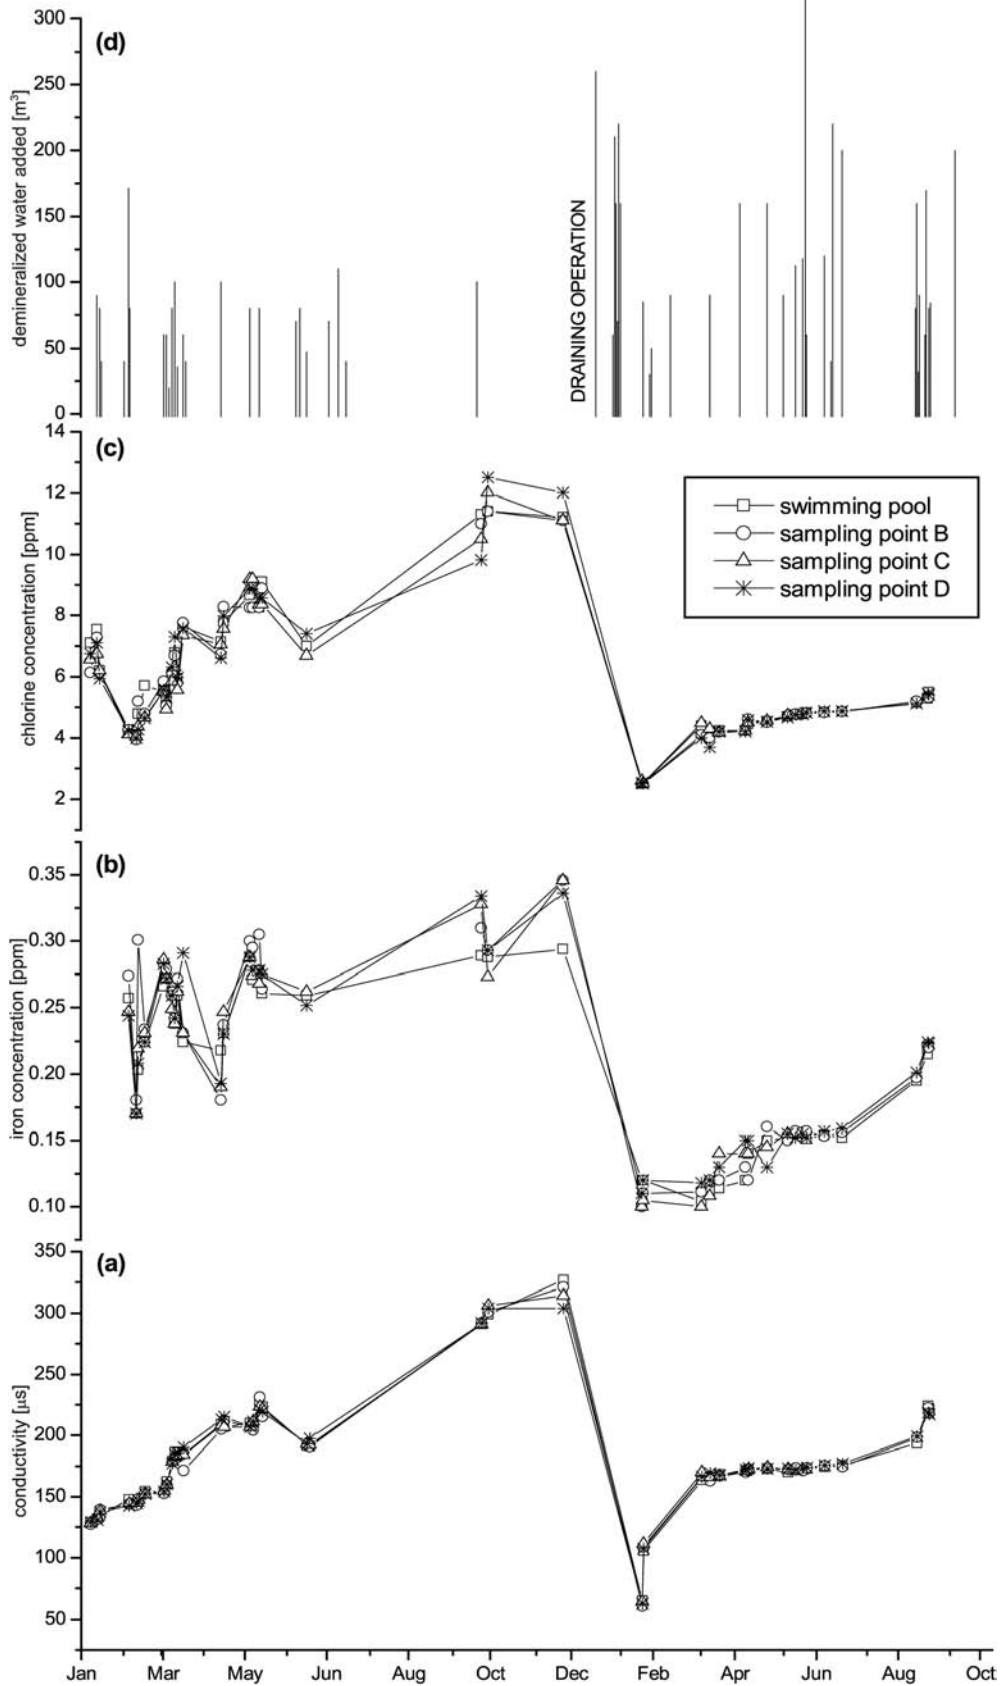 (d)
demineralized water added [m³]
300
250
200
150
100
50
0
DRAINING OPERATION
(c)
chlorine concentration [ppm]
14
12
10
8
6
4
2
swimming pool
sampling point B
sampling point C
sampling point D
(b)
iron concentration [ppm]
0.35
0.30
0.25
0.20
0.15
0.10
(a)
conductivity [µs]
350
300
250
200
150
100
50
Jan Mar May Jun Aug Oct Dec Feb Apr Jun Aug Oct